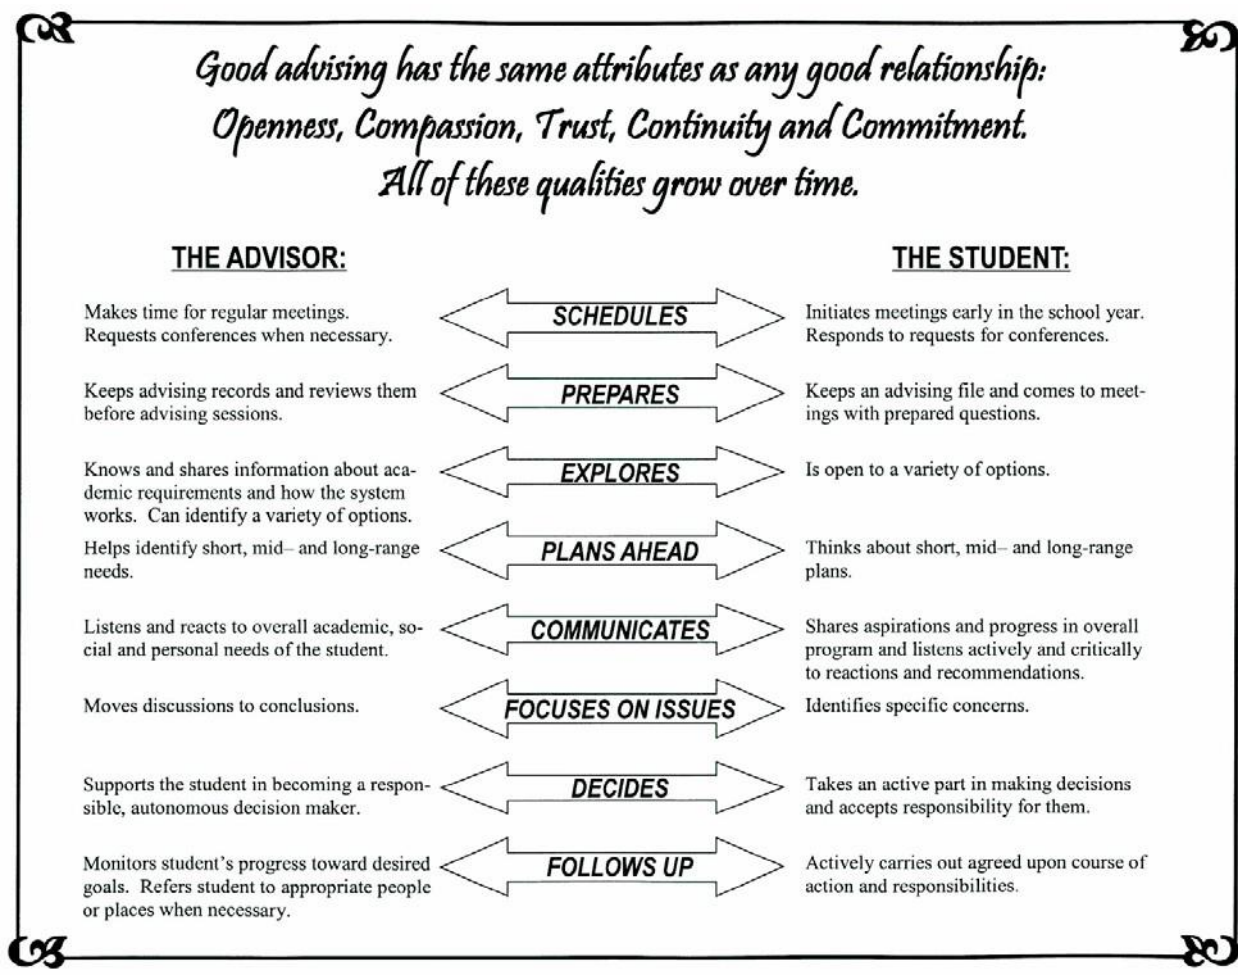 Good advising has the same attributes as any good relationship:
Openness, Compassion, Trust, Continuity and Commitment.
All of these qualities grow over time.
THE ADVISOR:
THE STUDENT:
Makes time for regular meetings.
Requests conferences when necessary.
SCHEDULES
Initiates meetings early in the school year.
Responds to requests for conferences.
Keeps advising records and reviews them
before advising sessions.
PREPARES
Keeps an advising file and comes to meet-
ings with prepared questions.
Knows and shares information about aca-
demic requirements and how the system
works.  Can identify a variety of options.
EXPLORES
Is open to a variety of options.
Helps identify short, mid– and long-range
needs.
PLANS AHEAD
Thinks about short, mid– and long-range
plans.
Listens and reacts to overall academic, so-
cial and personal needs of the student.
COMMUNICATES
Shares aspirations and progress in overall
program and listens actively and critically
to reactions and recommendations.
Moves discussions to conclusions.
FOCUSES ON ISSUES
Identifies specific concerns.
Supports the student in becoming a respon-
sible, autonomous decision maker.
DECIDES
Takes an active part in making decisions
and accepts responsibility for them.
Monitors student's progress toward desired
goals.  Refers student to appropriate people
or places when necessary.
FOLLOWS UP
Actively carries out agreed upon course of
action and responsibilities.